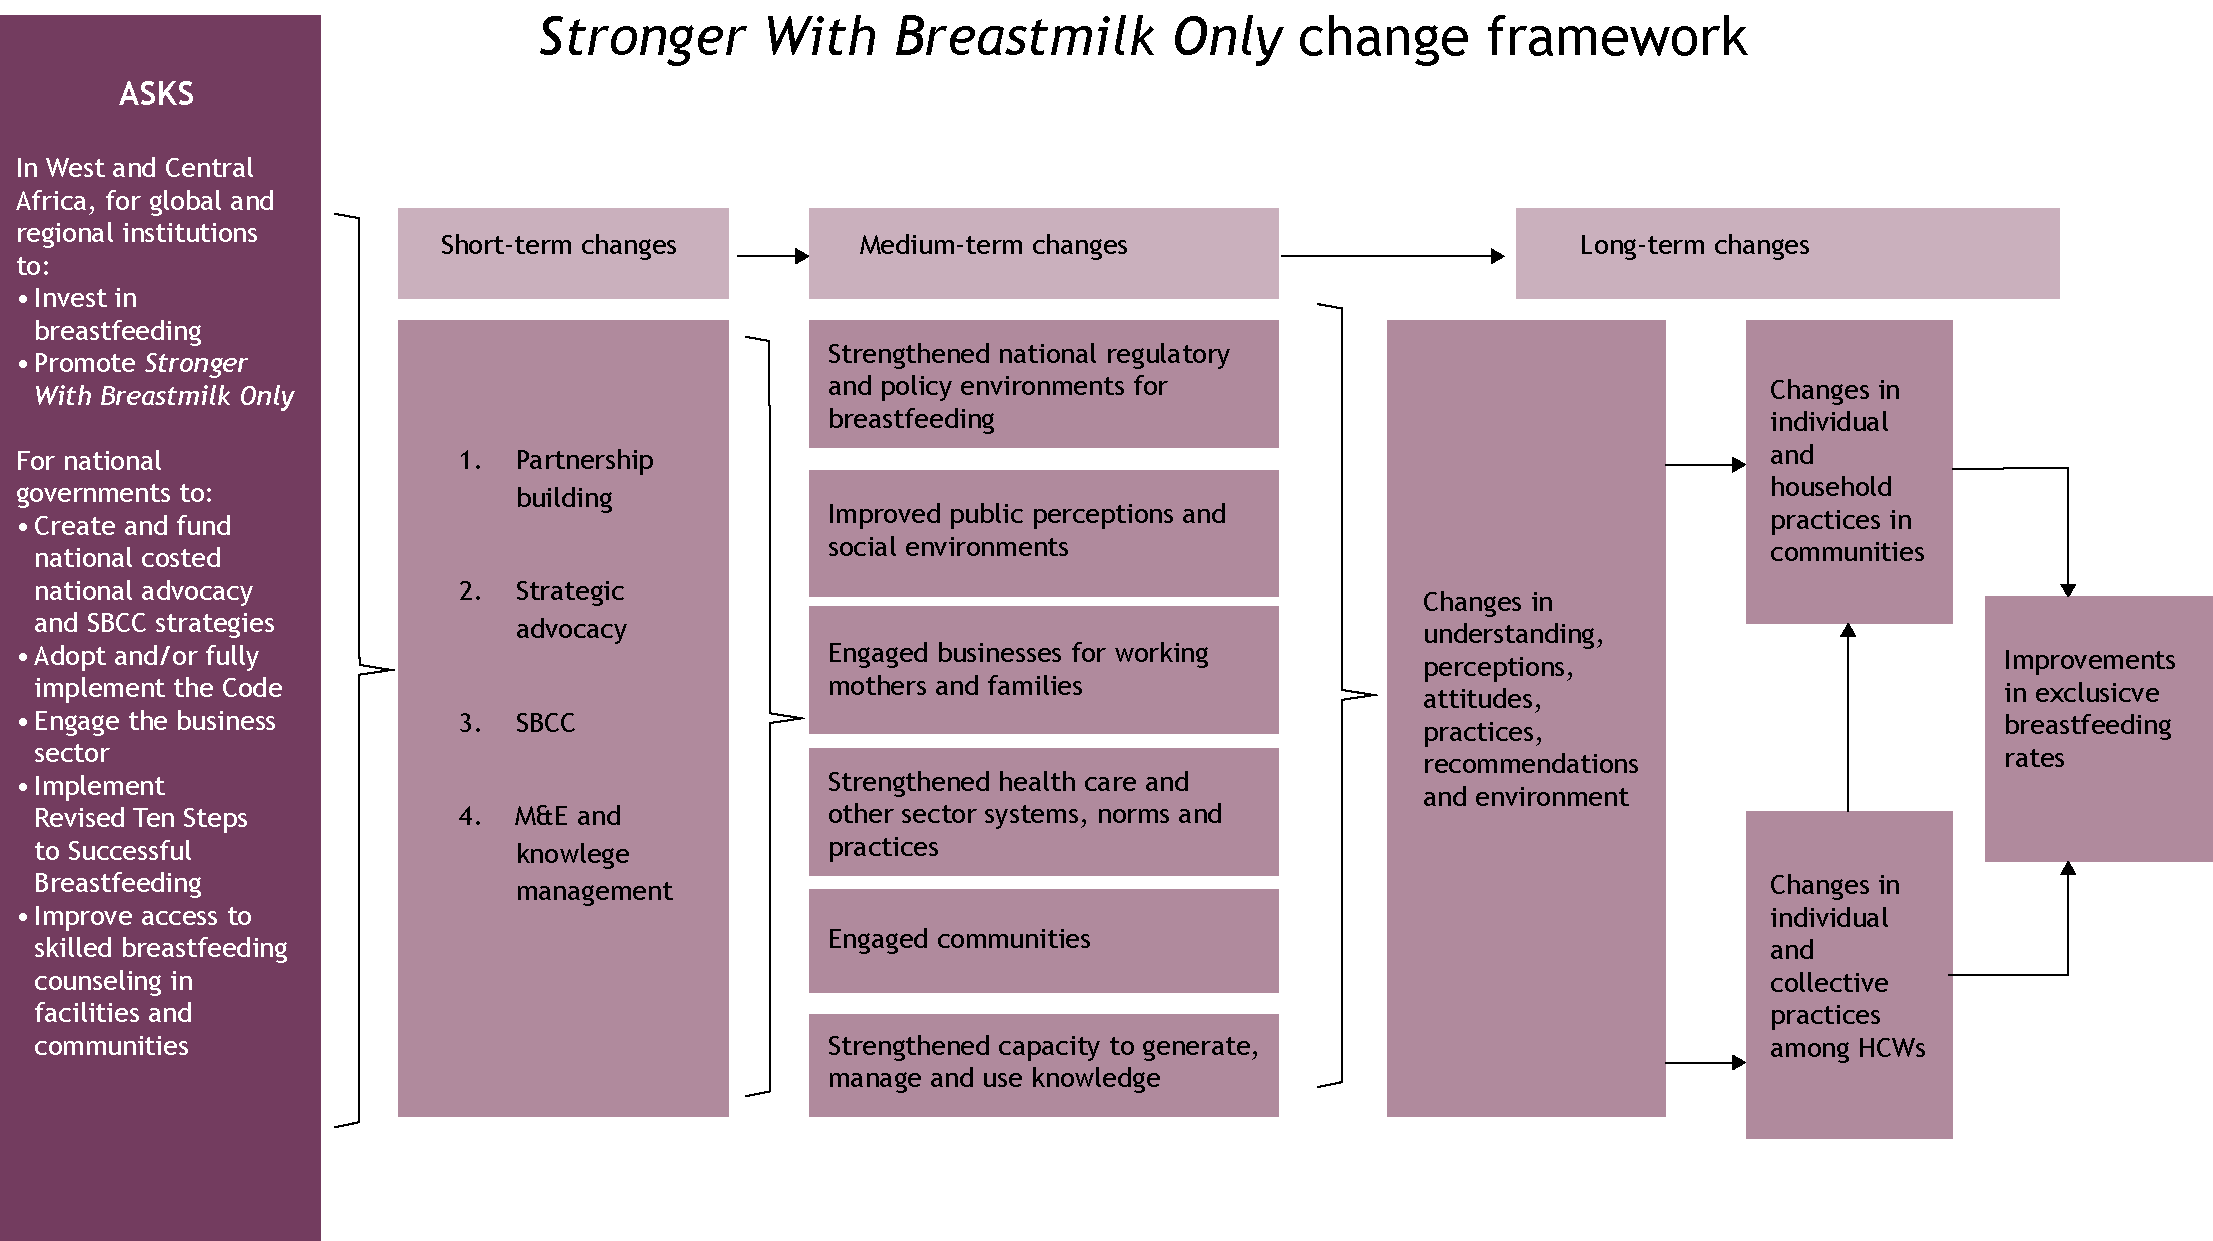 Stronger With Breastmilk Only change framework
ASKS
In West and Central
Africa, for global and
regional institutions
to:
• Invest in
breastfeeding
• Promote Stronger
With Breastmilk Only
For national
governments to:
• Create and fund
national costed
national advocacy
and SBCC strategies
• Adopt and/or fully
implement the Code
• Engage the business
sector
• Implement
Revised Ten Steps
to Successful
Breastfeeding
• Improve access to
skilled breastfeeding
counseling in
facilities and
communities
Short-term changes
1. Partnership
building
2. Strategic
advocacy
3. SBCC
4. M&E and
knowlege
management
Medium-term changes
Strengthened national regulatory
and policy environments for
breastfeeding
Improved public perceptions and
social environments
Engaged businesses for working
mothers and families
Strengthened health care and
other sector systems, norms and
practices
Engaged communities
Strengthened capacity to generate,
manage and use knowledge
Long-term changes
Changes in
understanding,
perceptions,
attitudes,
practices,
recommendations
and environment
Changes in
individual
and
household
practices in
communities
Changes in
individual
and
collective
practices
among HCWs
Improvements
in exclusicve
breastfeeding
rates